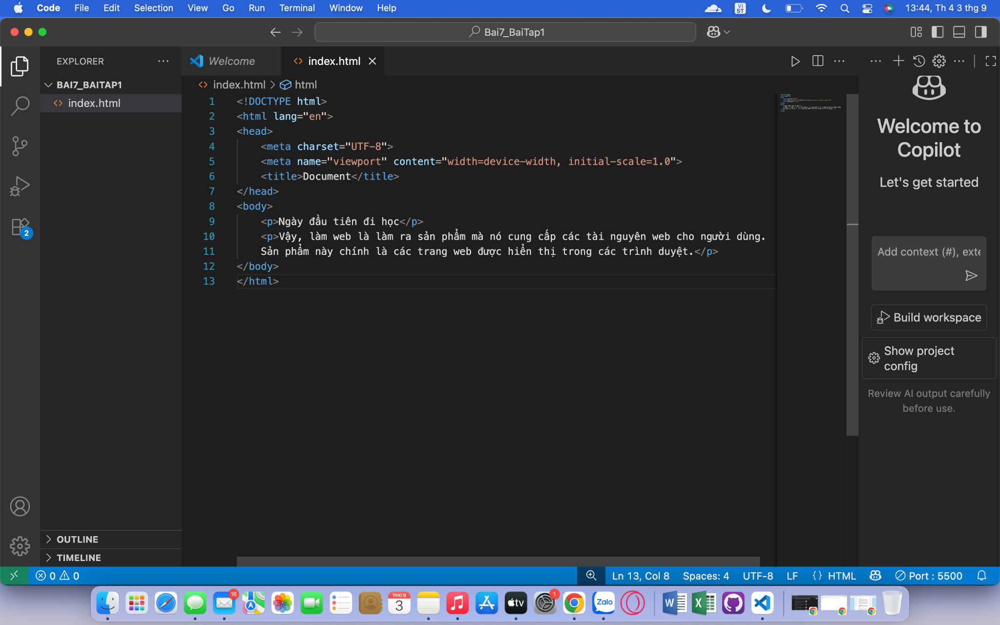 Code File Edit Selection View Go Run Terminal Window Help
VI
ST
13:44, Th 4 3 thg 9
Bai7_BaiTap1
EXPLORER
Welcome
index.html
BAI7_BAITAP1
index.html
index.html > html
1 <!DOCTYPE html>
2 <html lang="en">
3 <head>
4 <meta charset="UTF-8">
5 <meta name="viewport" content="width=device-width, initial-scale=1.0">
6 <title>Document</title>
7 </head>
8 <body>
9 <p>Ngày đầu tiên đi học</p>
10 <p>Vậy, làm web là làm ra sản phẩm mà nó cung cấp các tài nguyên web cho người dùng.
11 Sản phẩm này chính là các trang web được hiển thị trong các trình duyệt.</p>
12 </body>
13 </html>
Welcome to
Copilot
Let's get started
Add context (#), exte
Build workspace
Show project
config
Review AI output carefully
before use.
2
OUTLINE
TIMELINE
0 0
Ln 13, Col 8 Spaces: 4 UTF-8 LF {} HTML Port : 5500
16
THG 9
3
tv
1
Zalo
W
X